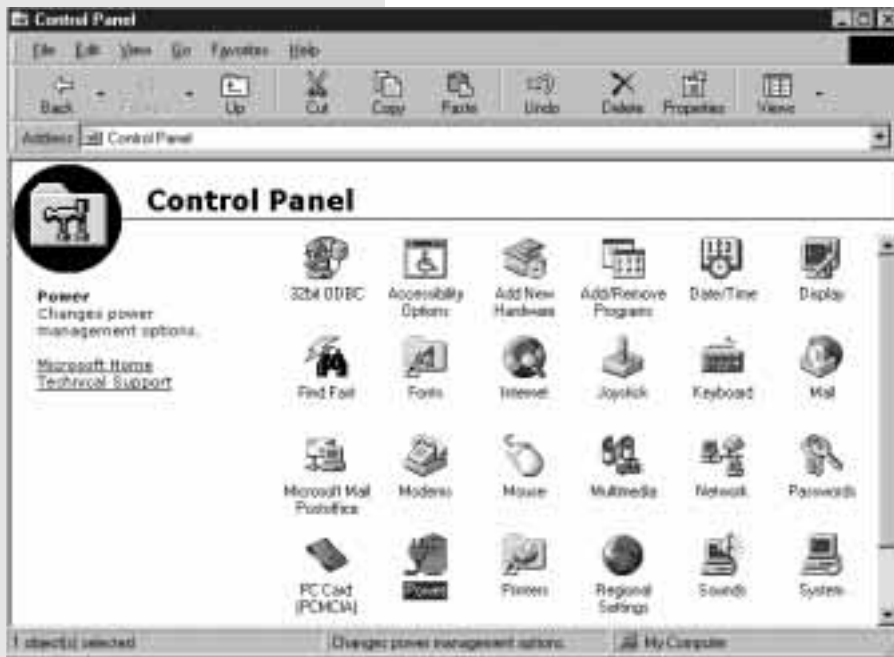 Control Panel
File Edit View Go Favorites Help
Back Up Cut Copy Paste Undo Delete Properties Views
Address Control Panel
Control Panel
Power
Changes power
management options.
Microsoft Home
Technical Support
32bit ODBC
Accessibility
Options
Add New
Hardware
Add/Remove
Programs
Date/Time
Display
Find Fast
Fonts
Internet
Joystick
Keyboard
Mail
Microsoft Mail
Postoffice
Modems
Mouse
Multimedia
Network
Passwords
PC Card
(PCMCIA)
Power
Printers
Regional
Settings
Sounds
System
1 object(s) selected Changes power management options. My Computer